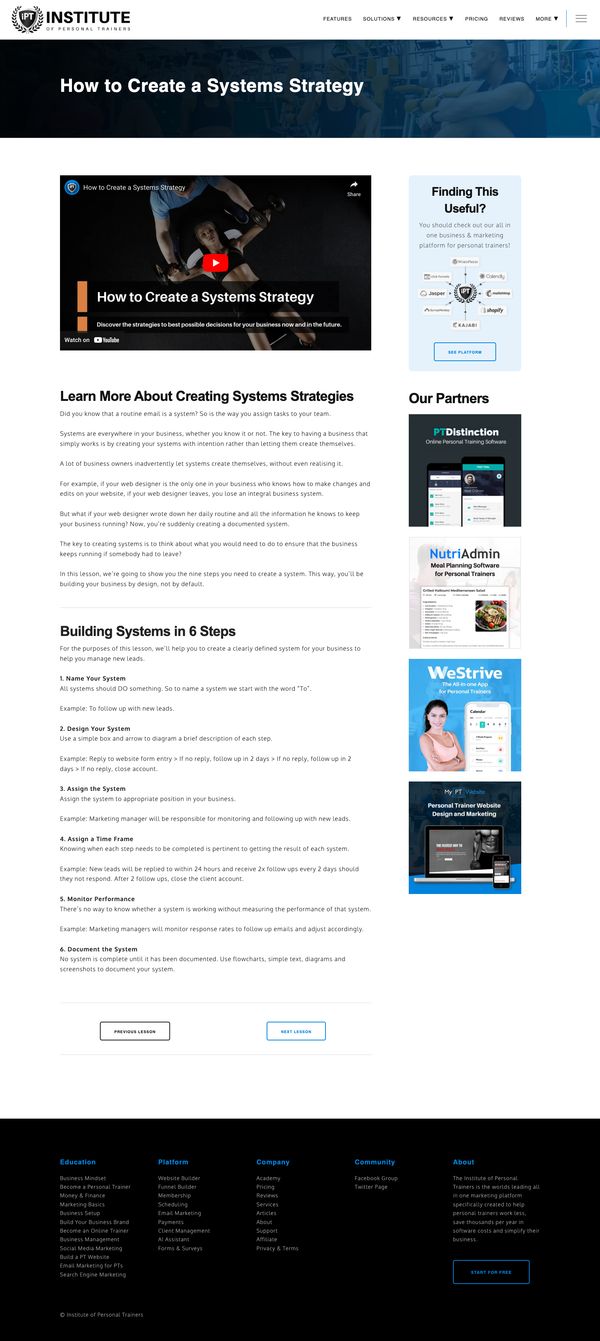 IPT INSTITUTE
OF PERSONAL TRAINERS
FEATURES
SOLUTIONS ▼
RESOURCES ▼
PRICING
REVIEWS
MORE ▼
How to Create a Systems Strategy
How to Create a Systems Strategy
Share
How to Create a Systems Strategy
Discover the strategies to best possible decisions for your business now and in the future.
Watch on YouTube
Learn More About Creating Systems Strategies
Did you know that a routine email is a system? So is the way you assign tasks to your team.
Systems are everywhere in your business, whether you know it or not. The key to having a business that
simply works is by creating your systems with intention rather than letting them create themselves.
A lot of business owners inadvertently let systems create themselves, without even realising it.
For example, if your web designer is the only one in your business who knows how to make changes and
edits on your website, if your web designer leaves, you lose an integral business system.
But what if your web designer wrote down her daily routine and all the information he knows to keep
your business running? Now, you're suddenly creating a documented system.
The key to creating systems is to think about what you would need to do to ensure that the business
keeps running if somebody had to leave?
In this lesson, we're going to show you the nine steps you need to create a system. This way, you'll be
building your business by design, not by default.
Building Systems in 6 Steps
For the purposes of this lesson, we'll help you to create a clearly defined system for your business to
help you manage new leads.
1. Name Your System
All systems should DO something. So to name a system we start with the word "To".
Example: To follow up with new leads.
2. Design Your System
Use a simple box and arrow to diagram a brief description of each step.
Example: Reply to website form entry > If no reply, follow up in 2 days > If no reply, follow up in 2
days > If no reply, close account.
3. Assign the System
Assign the system to appropriate position in your business.
Example: Marketing manager will be responsible for monitoring and following up with new leads.
4. Assign a Time Frame
Knowing when each step needs to be completed is pertinent to getting the result of each system.
Example: New leads will be replied to within 24 hours and receive 2x follow ups every 2 days should
they not respond. After 2 follow ups, close the client account.
5. Monitor Performance
There's no way to know whether a system is working without measuring the performance of that system.
Example: Marketing managers will monitor response rates to follow up emails and adjust accordingly.
6. Document the System
No system is complete until it has been documented. Use flowcharts, simple text, diagrams and
screenshots to document your system.
PREVIOUS LESSON
NEXT LESSON
Finding This
Useful?
You should check out our all in
one business & marketing
platform for personal trainers!
Calendly
Jasper
IPT
mailchimp
shopify
KAJABI
SEE PLATFORM
Our Partners
PTDistinction
Online Personal Training Software
NutriAdmin
Meal Planning Software
for Personal Trainers
Grilled Halloumi Mediterranean Salad
WeStrive
The All-in-one App
for Personal Trainers
Calendar
My PT Website
Personal Trainer Website
Design and Marketing
Education
Business Mindset
Become a Personal Trainer
Money & Finance
Marketing Basics
Business Setup
Build Your Business Brand
Become an Online Trainer
Business Management
Social Media Marketing
Build a PT Website
Email Marketing for PTs
Search Engine Marketing
Platform
Website Builder
Funnel Builder
Membership
Scheduling
Email Marketing
Payments
Client Management
AI Assistant
Forms & Surveys
Company
Academy
Pricing
Reviews
Services
Articles
About
Support
Affiliate
Privacy & Terms
Community
Facebook Group
Twitter Page
About
The Institute of Personal
Trainers is the worlds leading all
in one marketing platform
specifically created to help
personal trainers work less,
save thousands per year in
software costs and simplify their
business.
START FOR FREE
© Institute of Personal Trainers